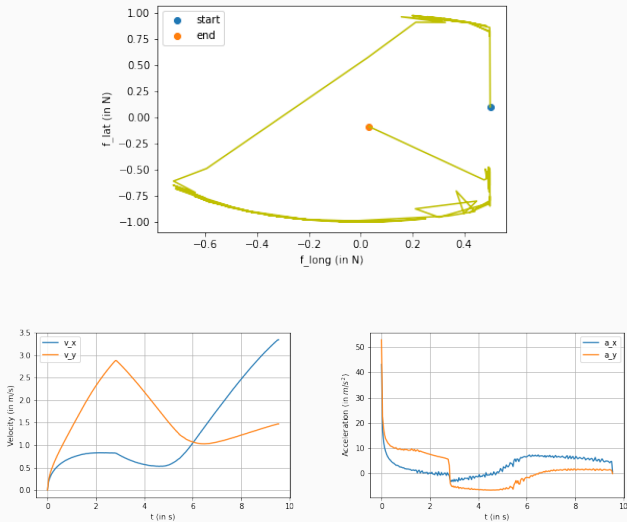 1.00
0.75
0.50
0.25
0.00
−0.25
−0.50
−0.75
−1.00
f_lat (in N)
start
end
−0.6 −0.4 −0.2 0.0 0.2 0.4
f_long (in N)
3.5
3.0
2.5
2.0
1.5
1.0
0.5
0.0
Velocity (in m/s)
v_x
v_y
0 2 4 6 8 10
t (in s)
50
40
30
20
10
0
Acceleration (in m/s²)
a_x
a_y
0 2 4 6 8 10
t (in s)